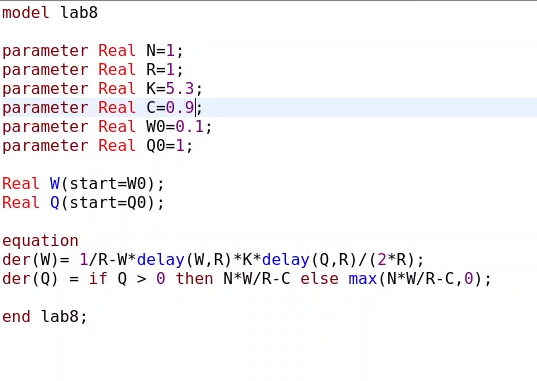 model lab8
parameter Real N=1;
parameter Real R=1;
parameter Real K=5.3;
parameter Real C=0.9;
parameter Real W0=0.1;
parameter Real Q0=1;
Real W(start=W0);
Real Q(start=Q0);
equation
der(W)= 1/R-W*delay(W,R)*K*delay(Q,R)/(2*R);
der(Q) = if Q > 0 then N*W/R-C else max(N*W/R-C,0);
end lab8;